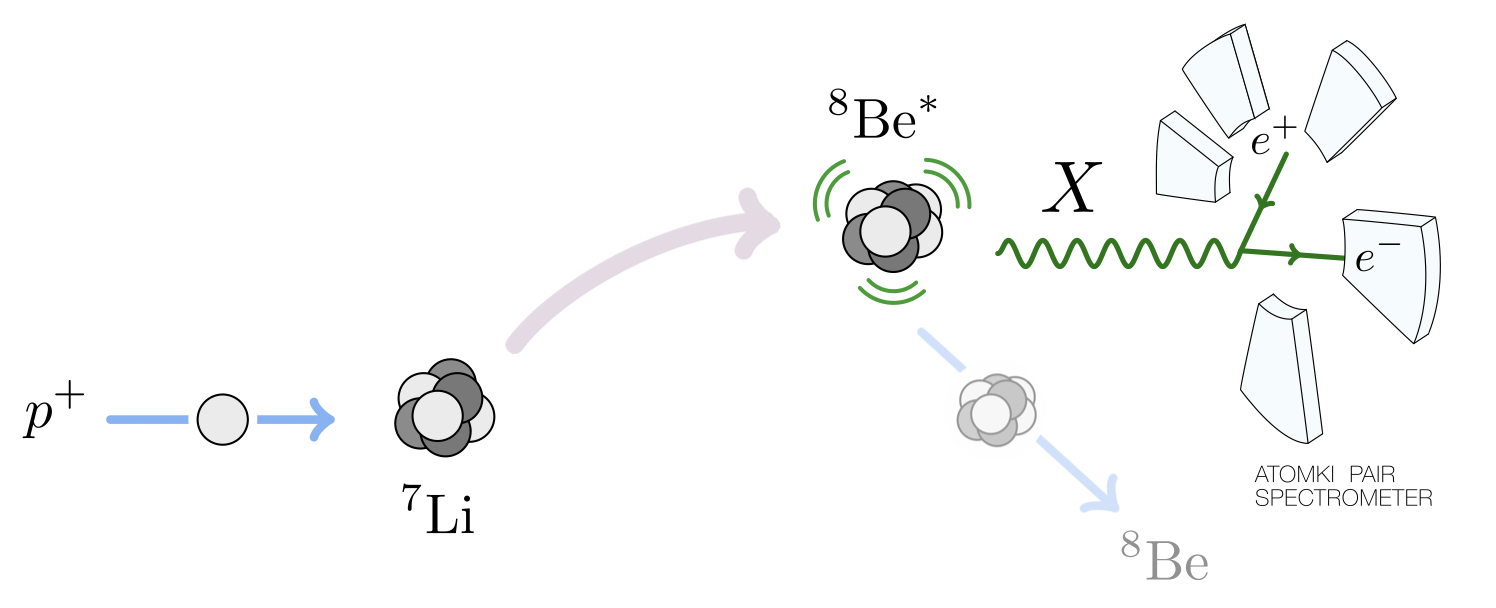 p⁺
⁷Li
⁸Be*
X
e⁺
e⁻
ATOMKI PAIR
SPECTROMETER
⁸Be